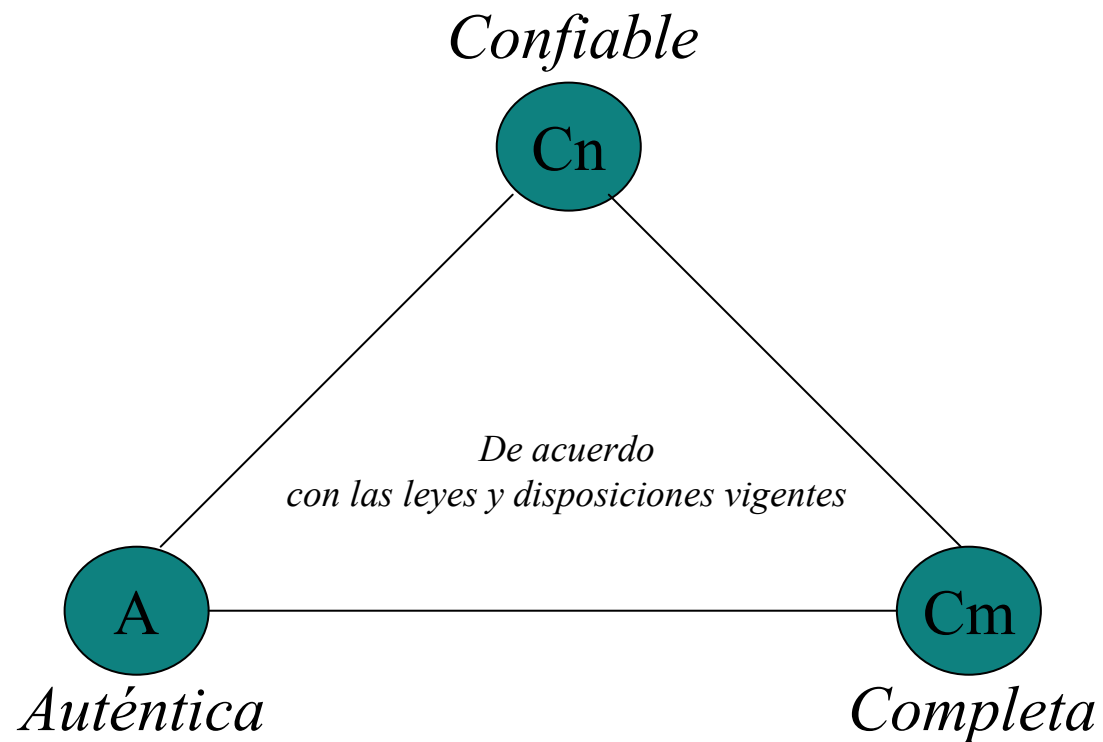 Confiable
Cn
De acuerdo
con las leyes y disposiciones vigentes
A
Cm
Auténtica
Completa